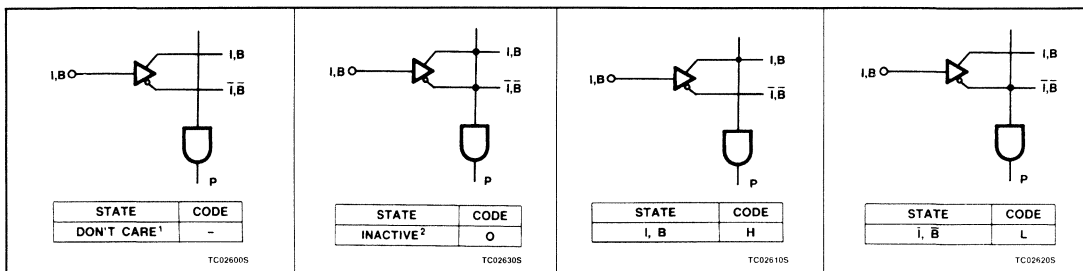 I,B
I,B
I̅,B̅
P
STATE CODE
DON'T CARE¹ –
TC02600S
I,B
I,B
I̅,B̅
P
STATE CODE
INACTIVE² O
TC02630S
I,B
I,B
I̅,B̅
P
STATE CODE
I, B H
TC02610S
I,B
I,B
I̅,B̅
P
STATE CODE
I̅, B̅ L
TC02620S